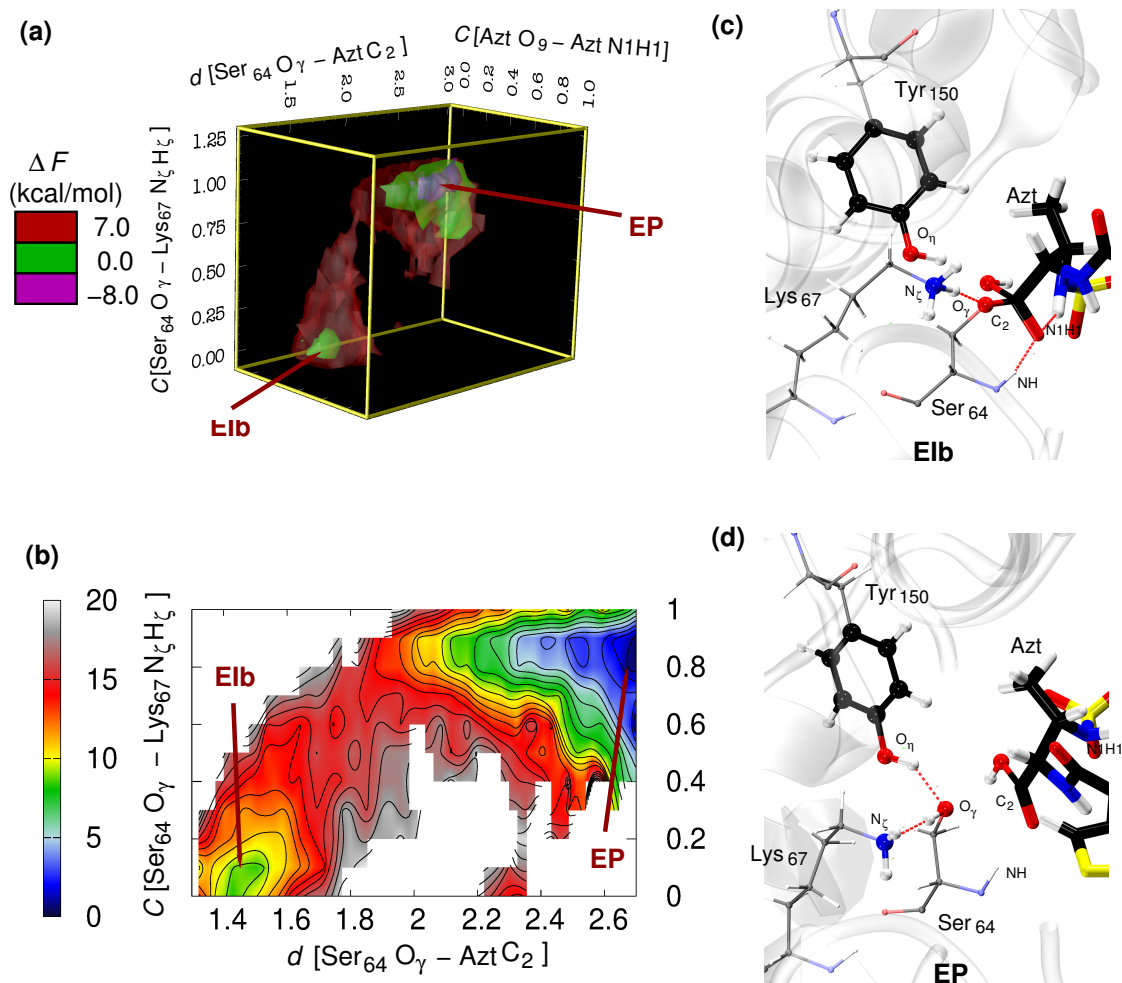 (a)
d [Ser64 Oγ – Azt C2 ]
C [Azt O9 – Azt N1H1]
1.5 2.0 2.5 3.0
0.0 0.2 0.4 0.6 0.8 1.0
C [Ser64 Oγ – Lys67 Nζ Hζ ]
1.25
1.00
0.75
0.50
0.25
0.00
Δ F
(kcal/mol)
7.0
0.0
−8.0
EP
EIb
(b)
C [Ser64 Oγ – Lys67 Nζ Hζ ]
20
15
10
5
0
EIb
EP
1
0.8
0.6
0.4
0.2
0
1.4 1.6 1.8 2 2.2 2.4 2.6
d [Ser64 Oγ – Azt C2 ]
(c)
Tyr150
Azt
Oη
Lys67
Nζ
Oγ
C2
N1H1
NH
Ser64
EIb
(d)
Tyr150
Azt
N1H1
Oη
C2
Oγ
Nζ
Lys67
NH
Ser64
EP